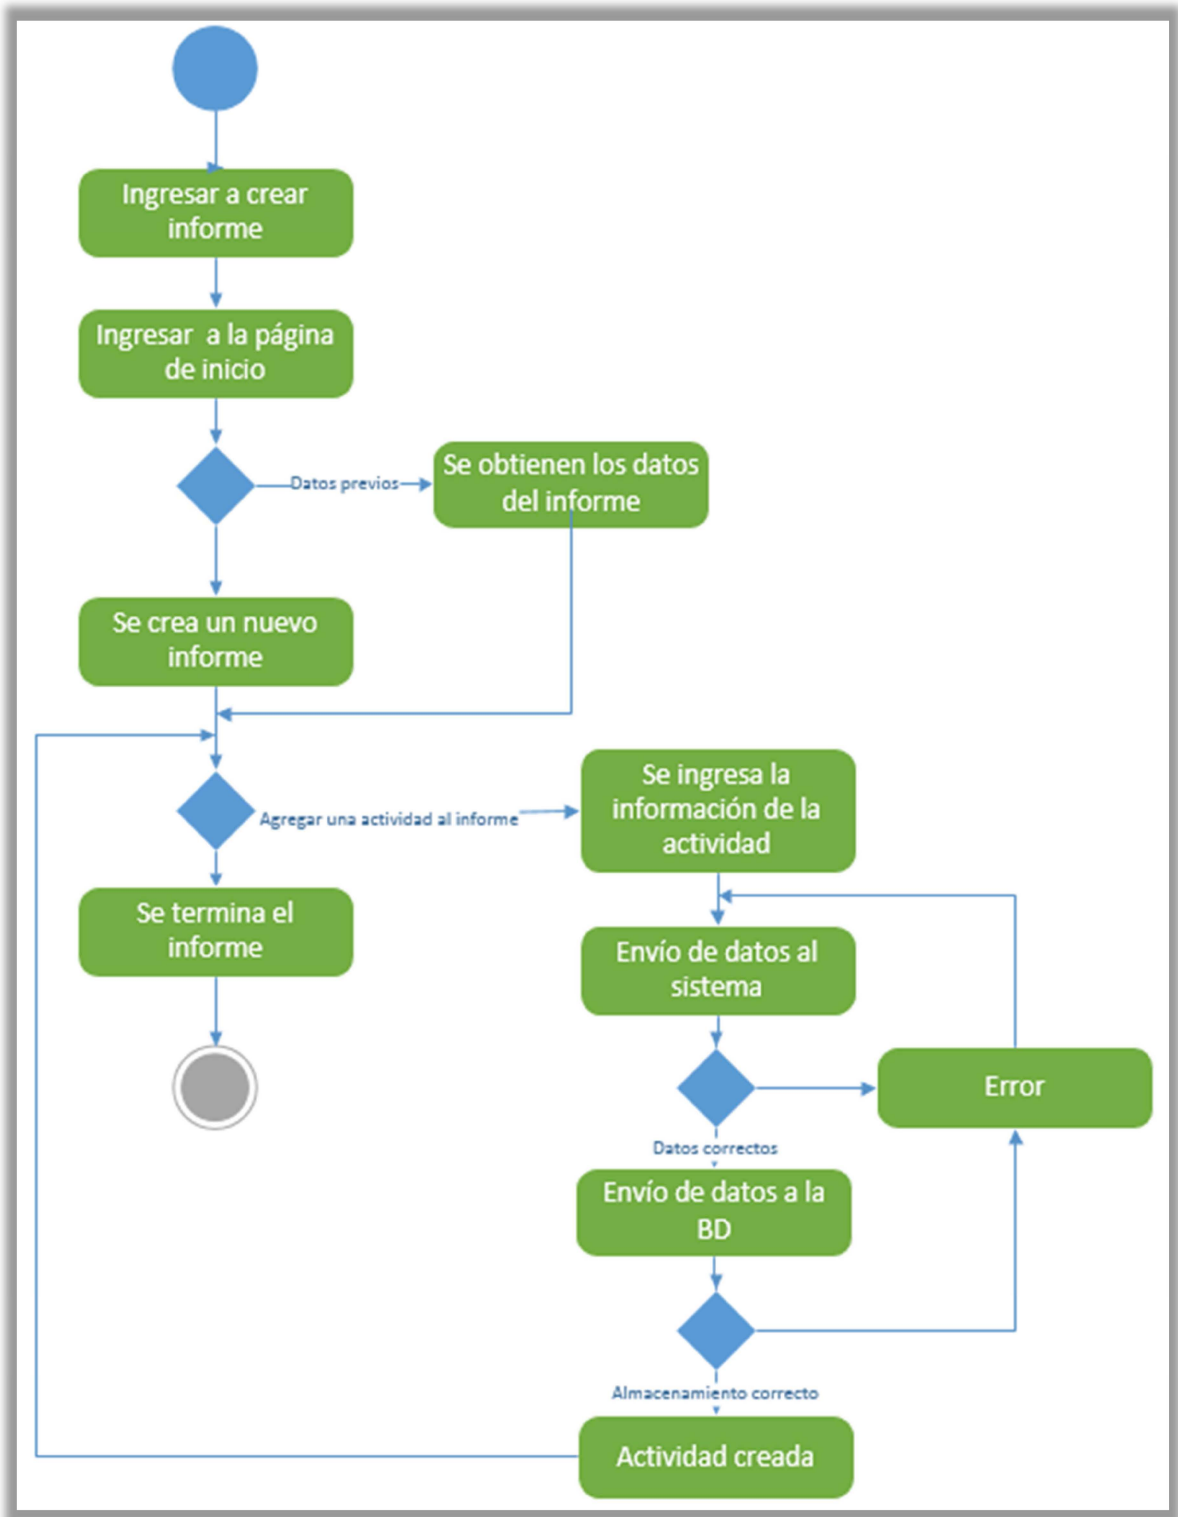 Ingresar a crear
informe
Ingresar a la página
de inicio
Datos previos
Se obtienen los datos
del informe
Se crea un nuevo
informe
Agregar una actividad al informe
Se ingresa la
información de la
actividad
Se termina el
informe
Envío de datos al
sistema
Error
Datos correctos
Envío de datos a la
BD
Almacenamiento correcto
Actividad creada